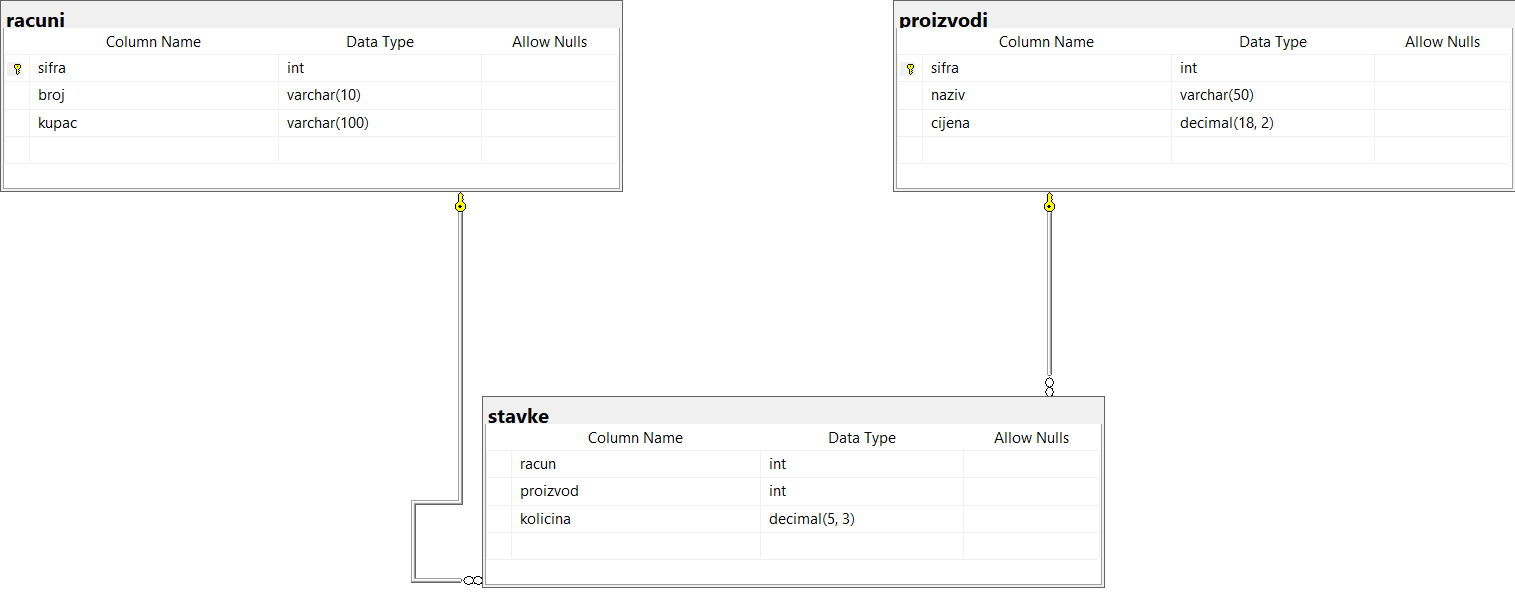 racuni
Column Name Data Type Allow Nulls
sifra int
broj varchar(10)
kupac varchar(100)
proizvodi
Column Name Data Type Allow Nulls
sifra int
naziv varchar(50)
cijena decimal(18, 2)
stavke
Column Name Data Type Allow Nulls
racun int
proizvod int
kolicina decimal(5, 3)